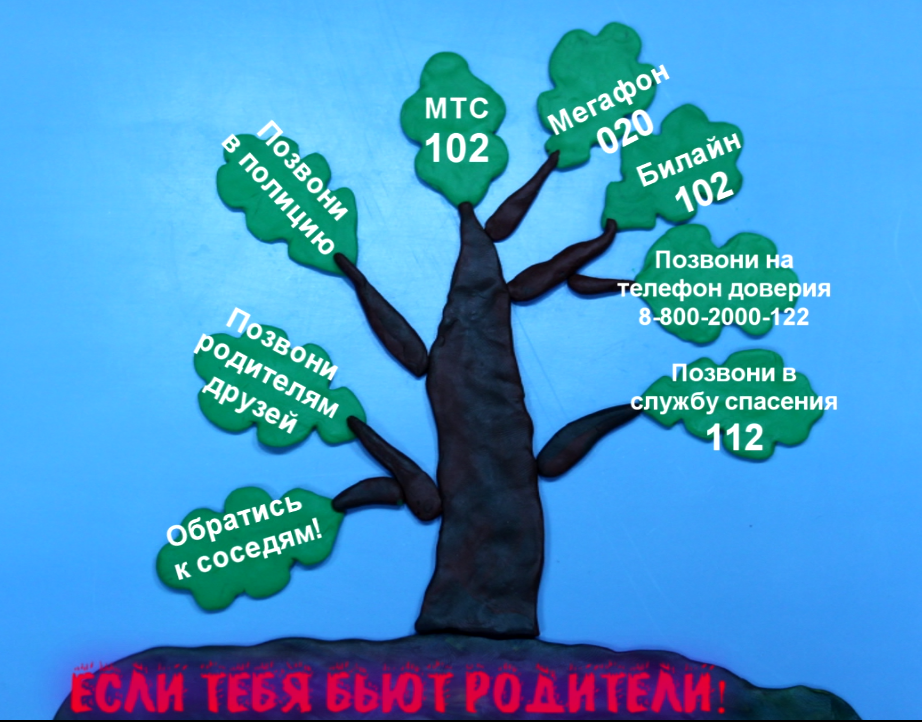 МТС
102
Мегафон
020
Билайн
102
Позвони
в полицию
Позвони на
телефон доверия
8-800-2000-122
Позвони
родителям
друзей
Позвони в
службу спасения
112
Обратись
к соседям!
ЕСЛИ ТЕБЯ БЬЮТ РОДИТЕЛИ!